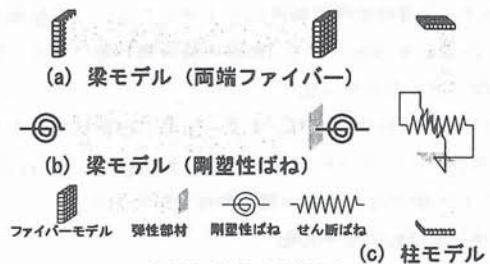 (a) 梁モデル (両端ファイバー)
(b) 梁モデル (剛塑性ばね)
ファイバーモデル 弾性部材 剛塑性ばね せん断ばね
(c) 柱モデル